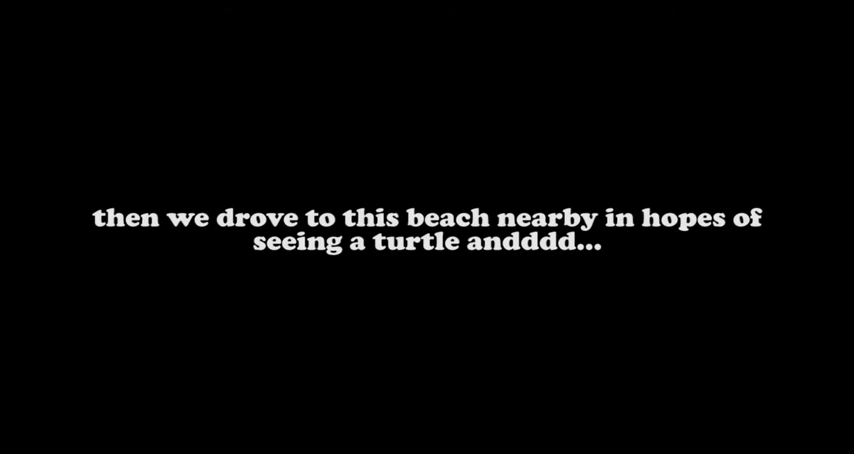 then we drove to this beach nearby in hopes of
seeing a turtle andddd...